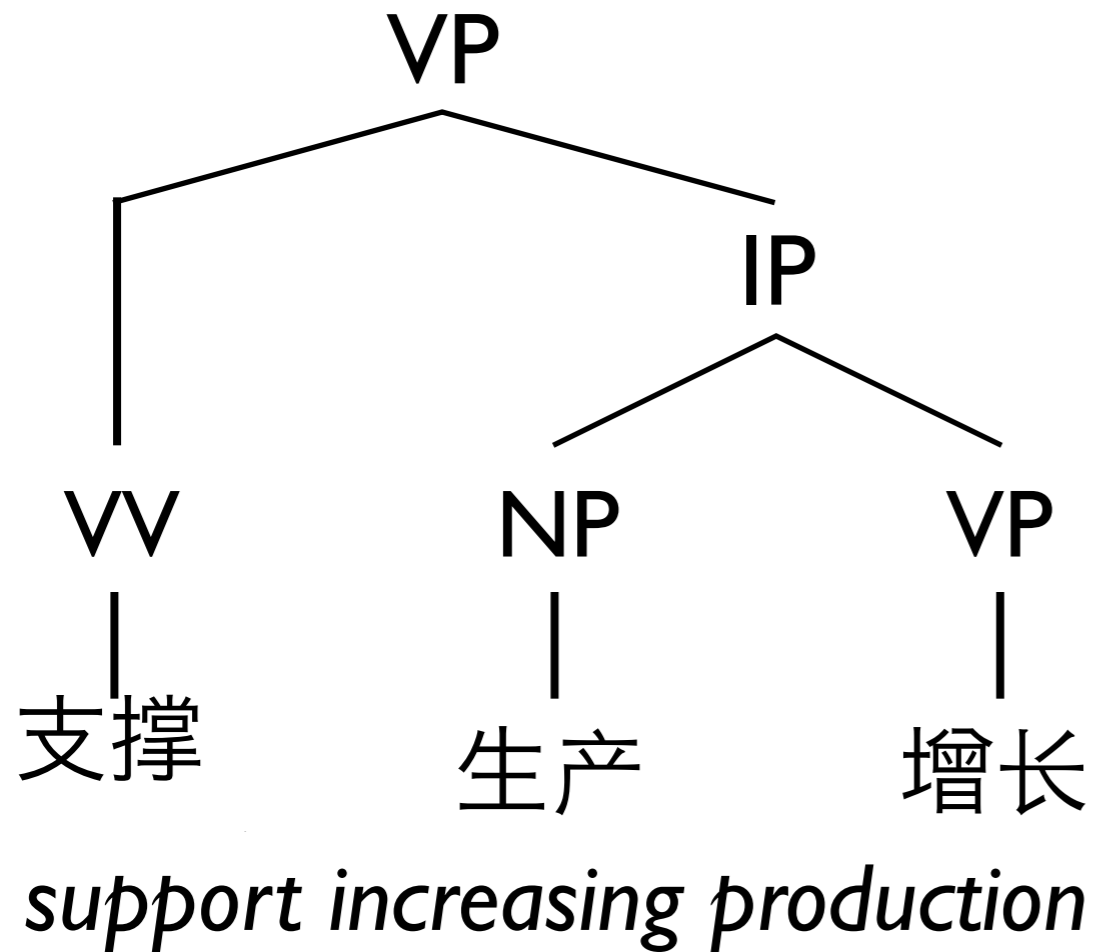 VP
IP
VV NP VP
支撑 生产 增长
support increasing production